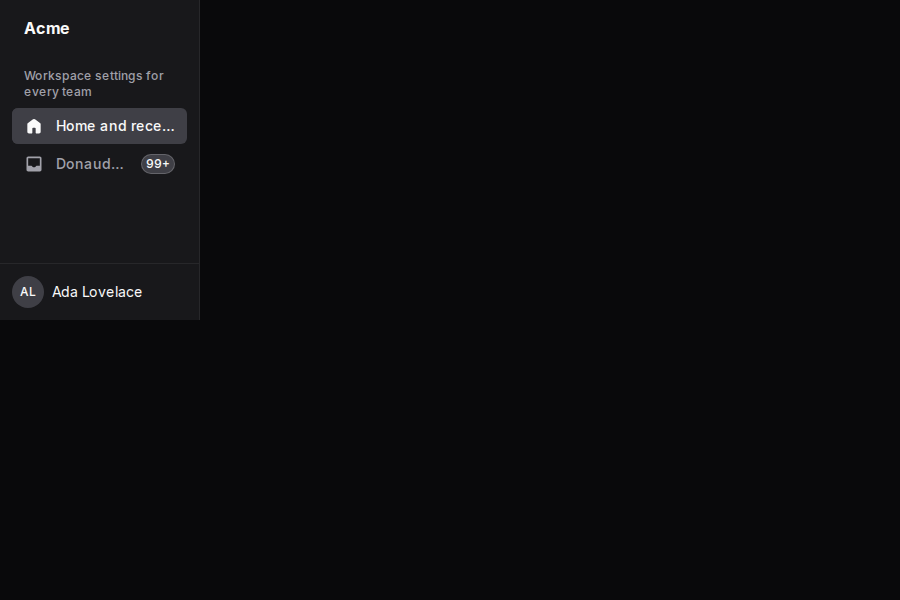 Acme
Workspace settings for
every team
Home and rece...
Donaud...
99+
AL
Ada Lovelace